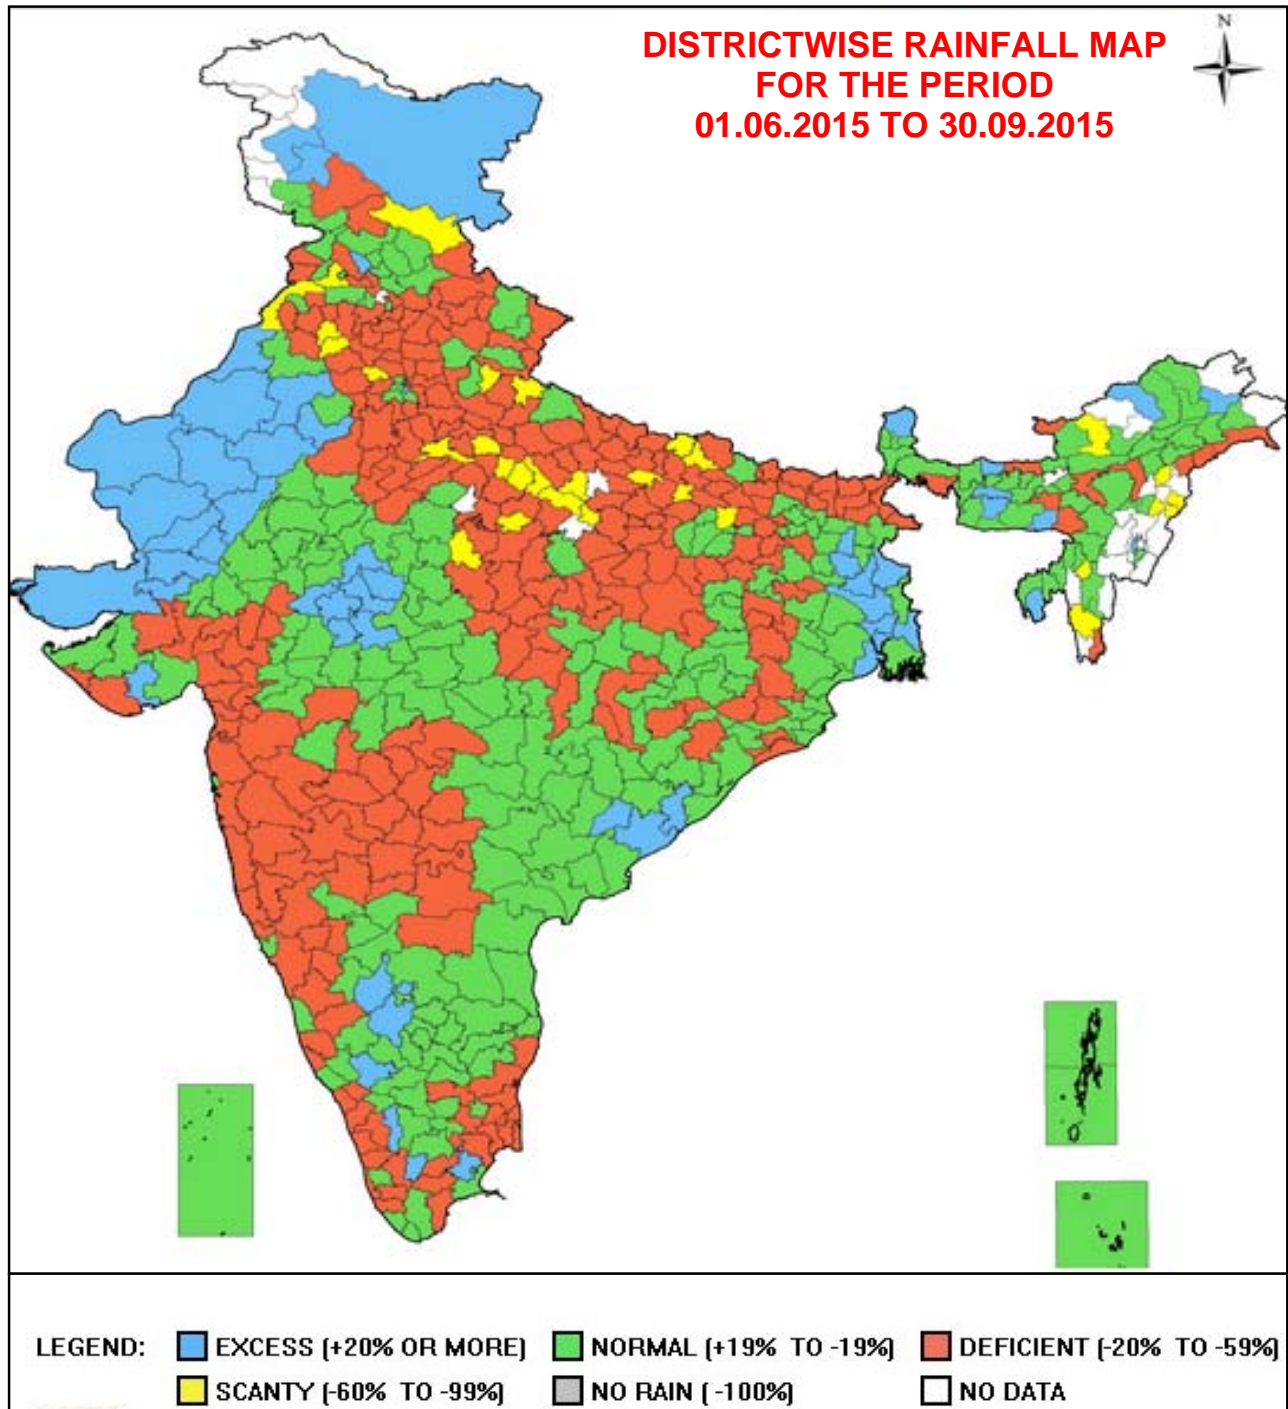 DISTRICTWISE RAINFALL MAP
FOR THE PERIOD
01.06.2015 TO 30.09.2015
N
LEGEND: EXCESS (+20% OR MORE) NORMAL (+19% TO -19%) DEFICIENT (-20% TO -59%)
SCANTY (-60% TO -99%) NO RAIN ( -100%) NO DATA